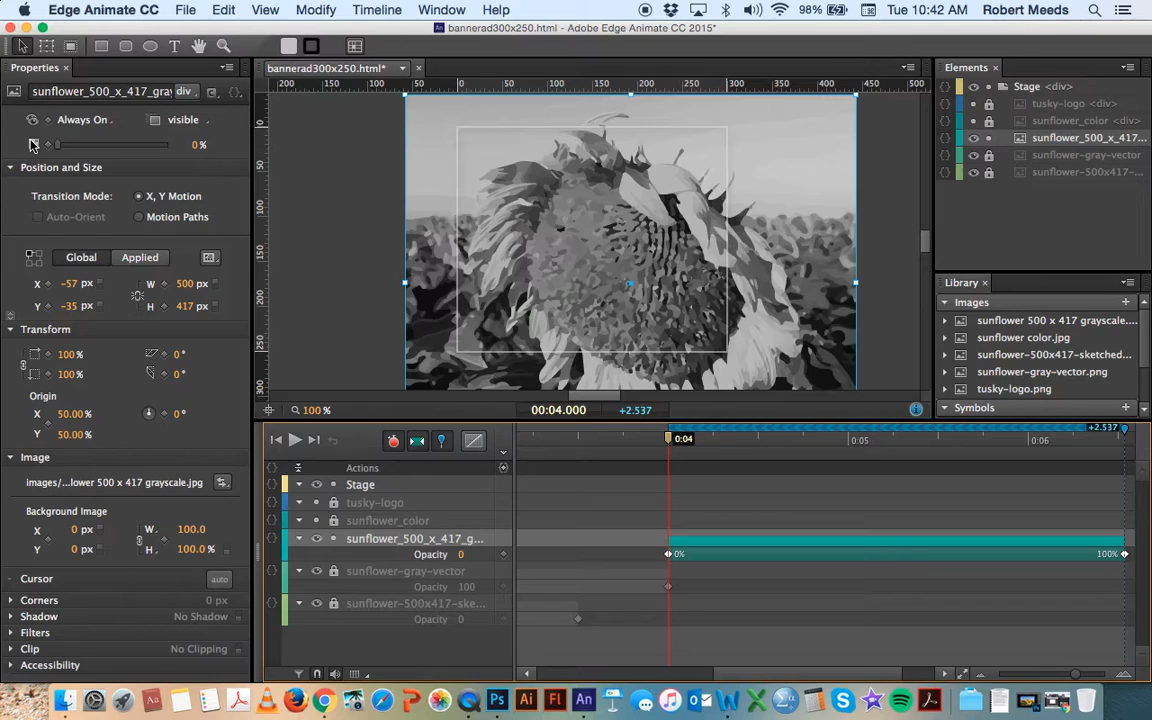 Edge Animate CC File Edit View Modify Timeline Window Help 98% Tue 10:42 AM Robert Meeds
bannerad300x250.html* - Adobe Edge Animate CC 2015*
Properties ×
bannerad300x250.html* ×
Elements ×
sunflower_500_x_417_gray div
Always On visible
0 %
Position and Size
Transition Mode: X, Y Motion
Auto-Orient Motion Paths
Global Applied
X -57 px W 500 px
Y -35 px H 417 px
Transform
100 % 0 °
100 % 0 °
Origin
X 50.00 % 0 °
Y 50.00 %
Image
images/...lower 500 x 417 grayscale.jpg
Background Image
X 0 px W 100.0
Y 0 px H 100.0 %
Cursor auto
Corners 0 px
Shadow No Shadow
Filters
Clip No Clipping
Accessibility
200 100 0 100 200 300 400 500
0
50
100
150
200
250
300
100 % 00:04.000 +2.537
Stage <div>
tusky-logo <div>
sunflower_color <div>
sunflower_500_x_417...
sunflower-gray-vector
sunflower-500x417-...
Library ×
Images
sunflower 500 x 417 grayscale....
sunflower color.jpg
sunflower-500x417-sketched...
sunflower-gray-vector.png
tusky-logo.png
Symbols
0:04 0:05 0:06 +2.537
Actions
Stage
tusky-logo
sunflower_color
sunflower_500_x_417_g...
Opacity 0 0% 100%
sunflower-gray-vector
Opacity 100
sunflower-500x417-ske...
Opacity 0